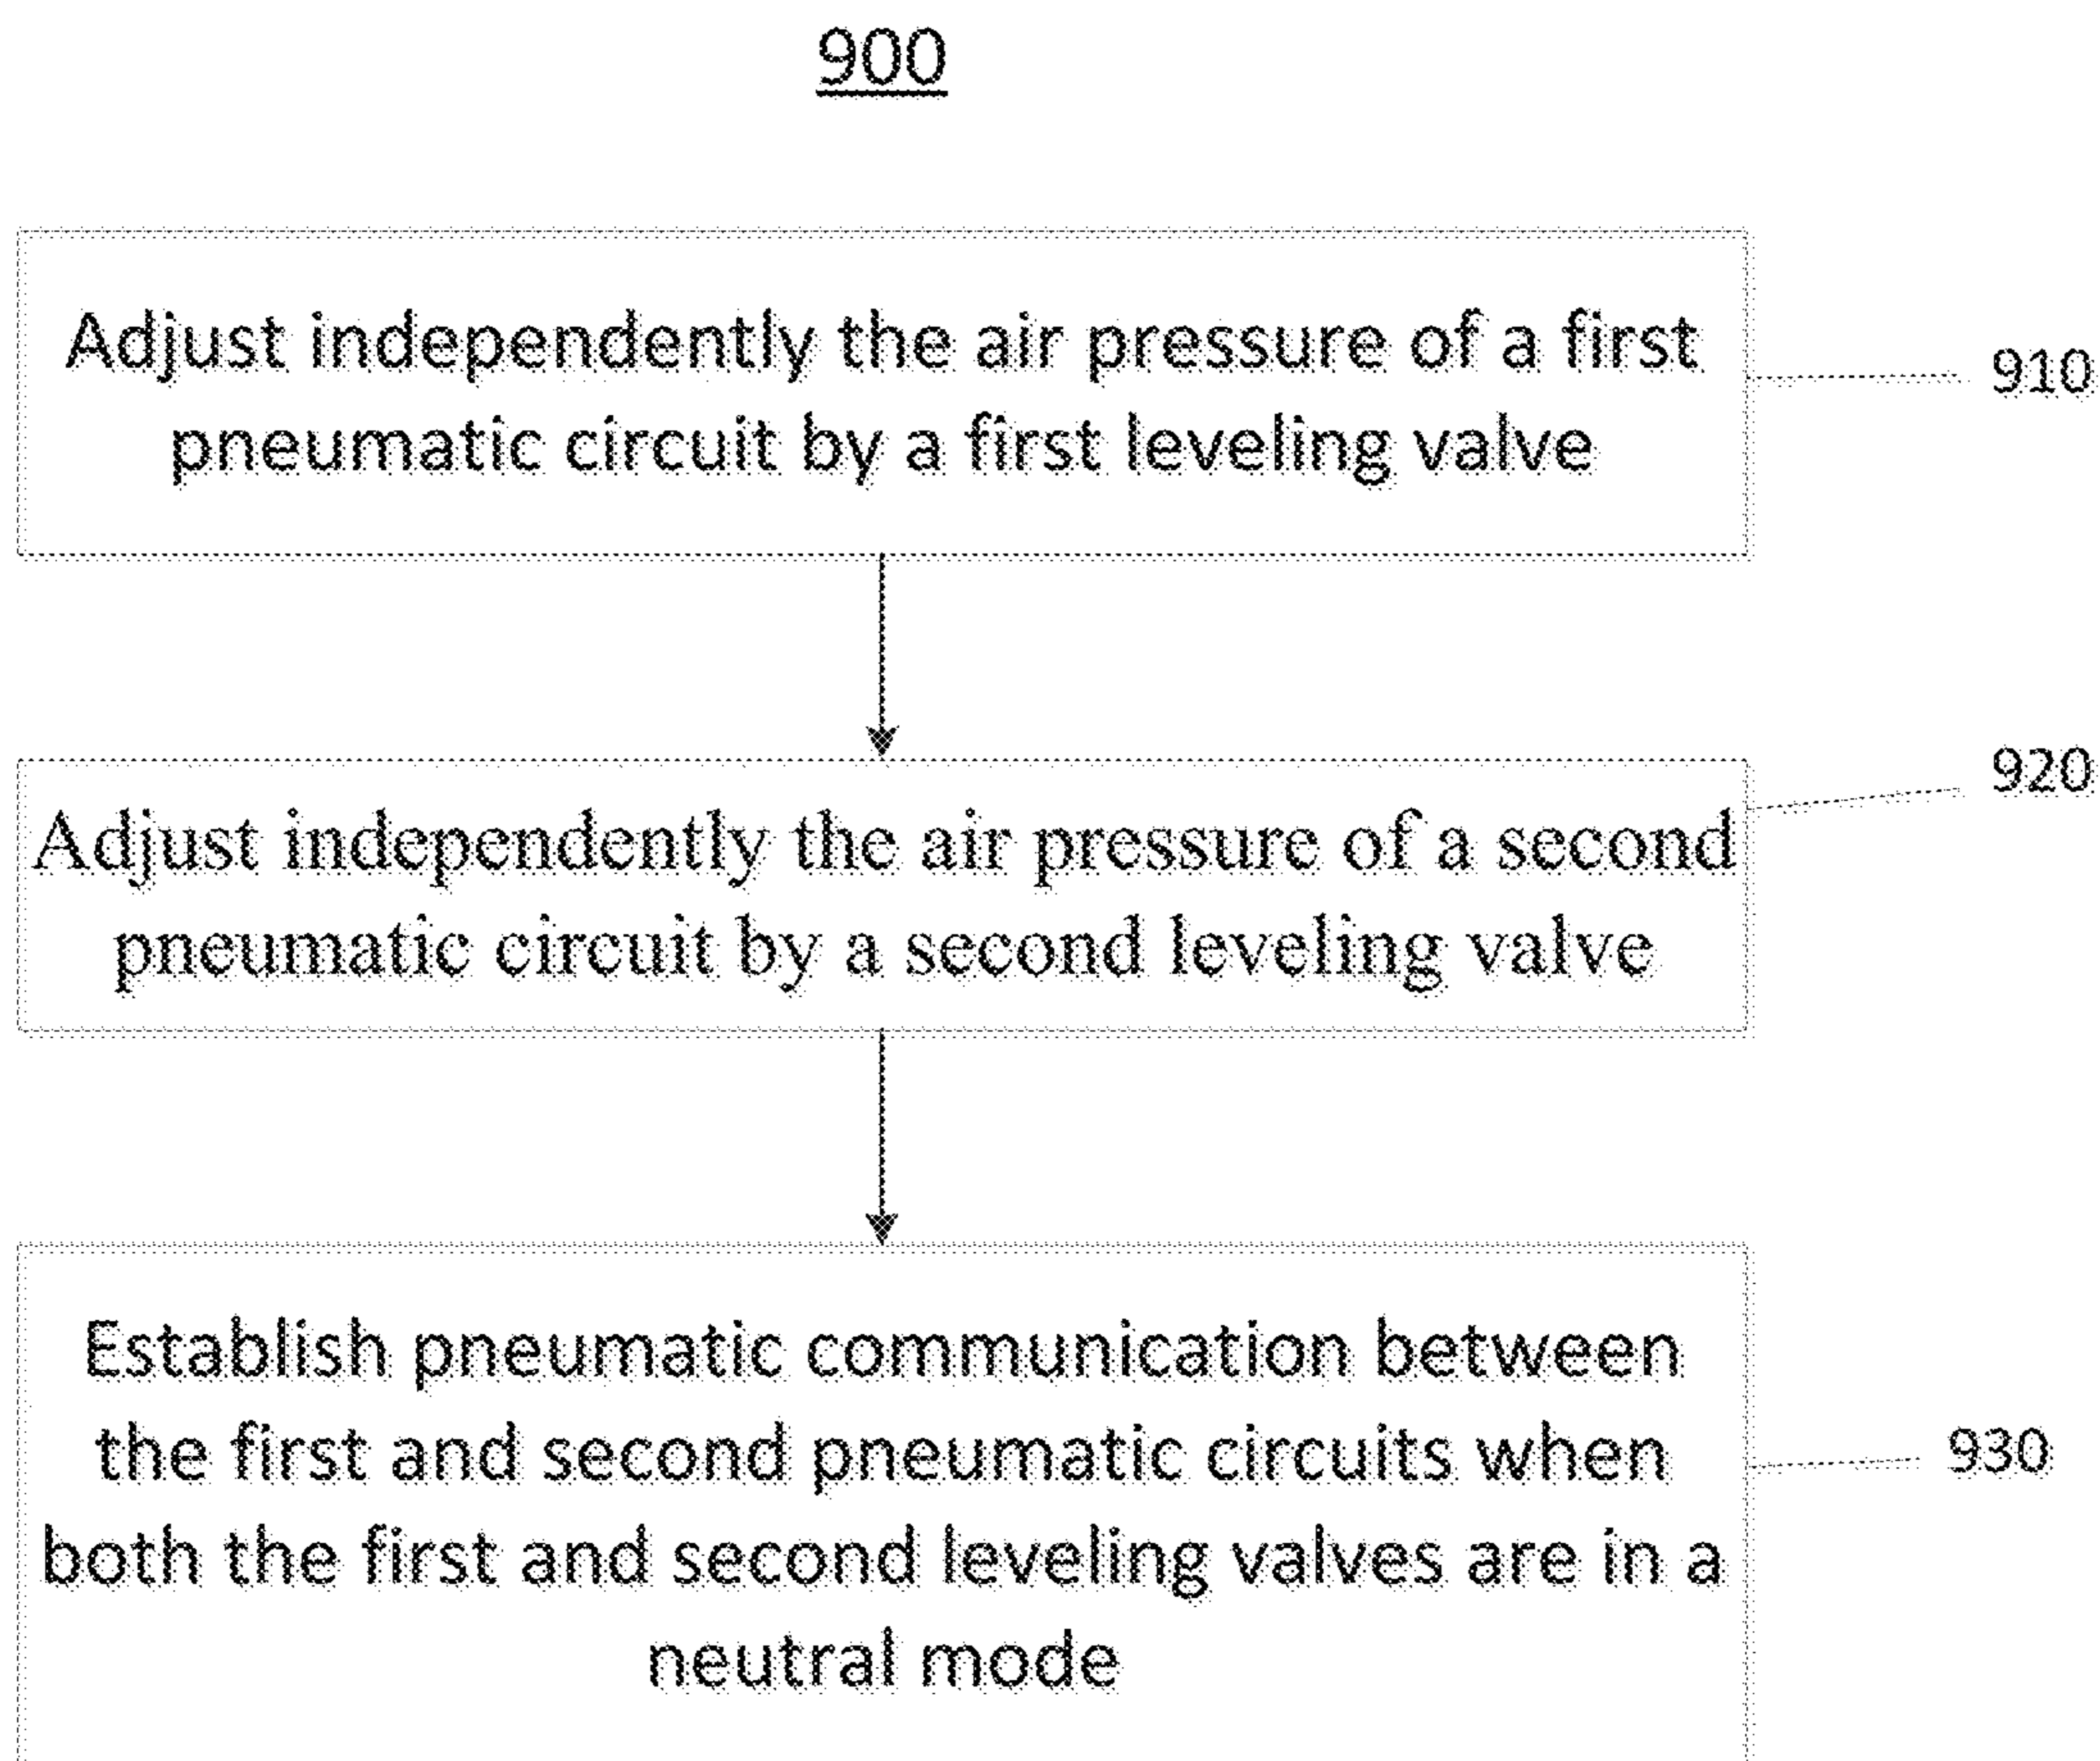 900
Adjust independently the air pressure of a first
pneumatic circuit by a first leveling valve
910
Adjust independently the air pressure of a second
pneumatic circuit by a second leveling valve
920
Establish pneumatic communication between
the first and second pneumatic circuits when
both the first and second leveling valves are in a
neutral mode
930